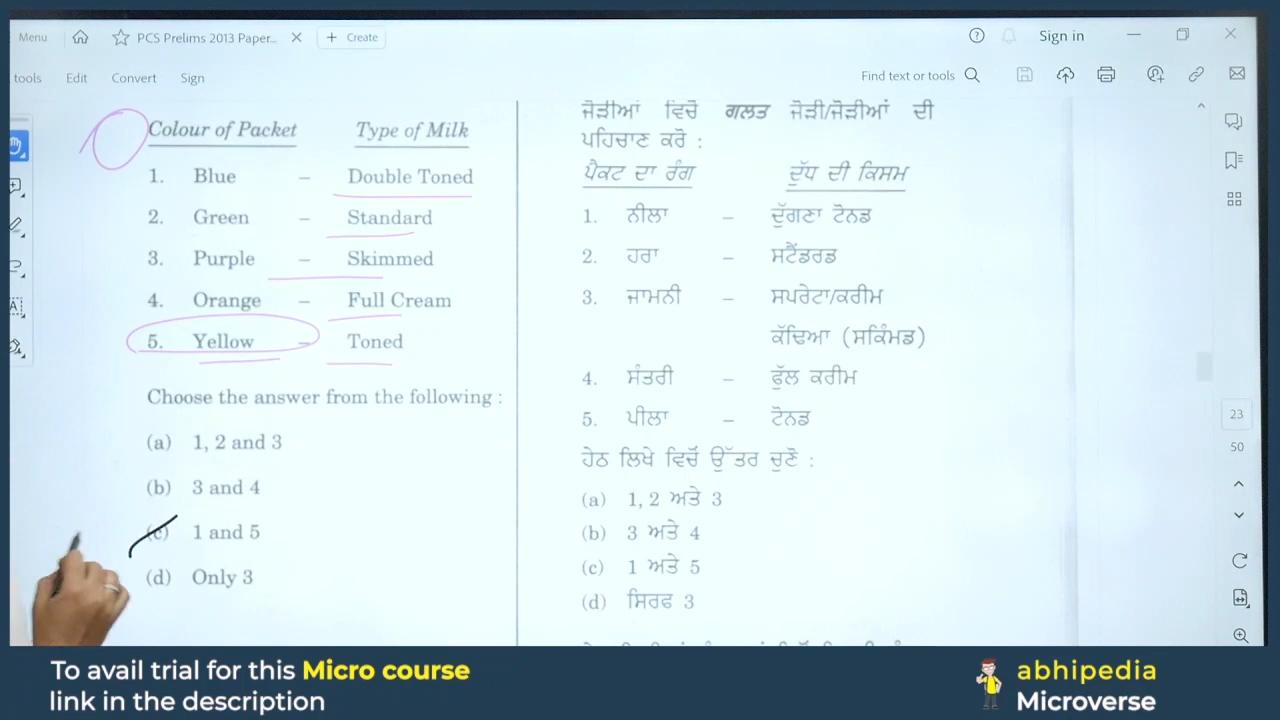 Menu
PCS Prelims 2013 Paper...
Create
Sign in
tools
Edit
Convert
Sign
Find text or tools
Colour of Packet Type of Milk
1. Blue – Double Toned
2. Green – Standard
3. Purple – Skimmed
4. Orange – Full Cream
5. Yellow – Toned
Choose the answer from the following :
(a) 1, 2 and 3
(b) 3 and 4
(c) 1 and 5
(d) Only 3
ਜੋੜੀਆਂ ਵਿਚੋਂ ਗਲਤ ਜੋੜੀ/ਜੋੜੀਆਂ ਦੀ
ਪਹਿਚਾਣ ਕਰੋ :
ਪੈਕਟ ਦਾ ਰੰਗ ਦੁੱਧ ਦੀ ਕਿਸਮ
1. ਨੀਲਾ – ਦੁੱਗਣਾ ਟੋਨਡ
2. ਹਰਾ – ਸਟੈਂਡਰਡ
3. ਜਾਮਨੀ – ਸਪਰੇਟਾ/ਕਰੀਮ
ਕੱਢਿਆ (ਸਕਿੰਮਡ)
4. ਸੰਤਰੀ – ਫੁੱਲ ਕਰੀਮ
5. ਪੀਲਾ – ਟੋਨਡ
ਹੇਠ ਲਿਖੇ ਵਿਚੋਂ ਉੱਤਰ ਚੁਣੋ :
(a) 1, 2 ਅਤੇ 3
(b) 3 ਅਤੇ 4
(c) 1 ਅਤੇ 5
(d) ਸਿਰਫ 3
23
50
To avail trial for this Micro course
link in the description
abhipedia
Microverse